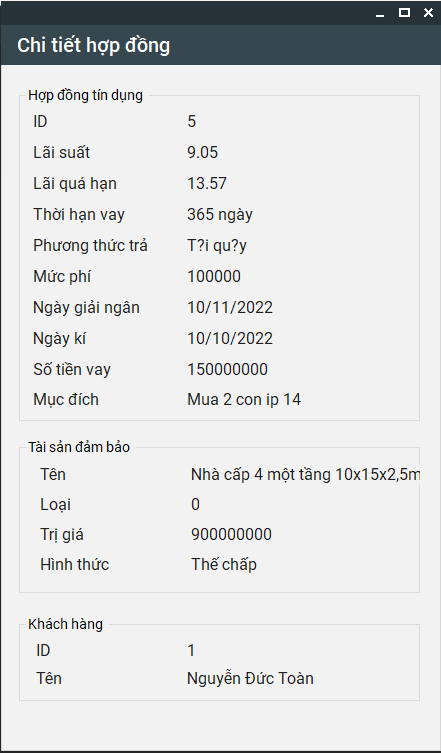 Chi tiết hợp đồng
Hợp đồng tín dụng
ID 5
Lãi suất 9.05
Lãi quá hạn 13.57
Thời hạn vay 365 ngày
Phương thức trả T?i qu?y
Mức phí 100000
Ngày giải ngân 10/11/2022
Ngày kí 10/10/2022
Số tiền vay 150000000
Mục đích Mua 2 con ip 14
Tài sản đảm bảo
Tên Nhà cấp 4 một tầng 10x15x2,5m
Loại 0
Trị giá 900000000
Hình thức Thế chấp
Khách hàng
ID 1
Tên Nguyễn Đức Toàn